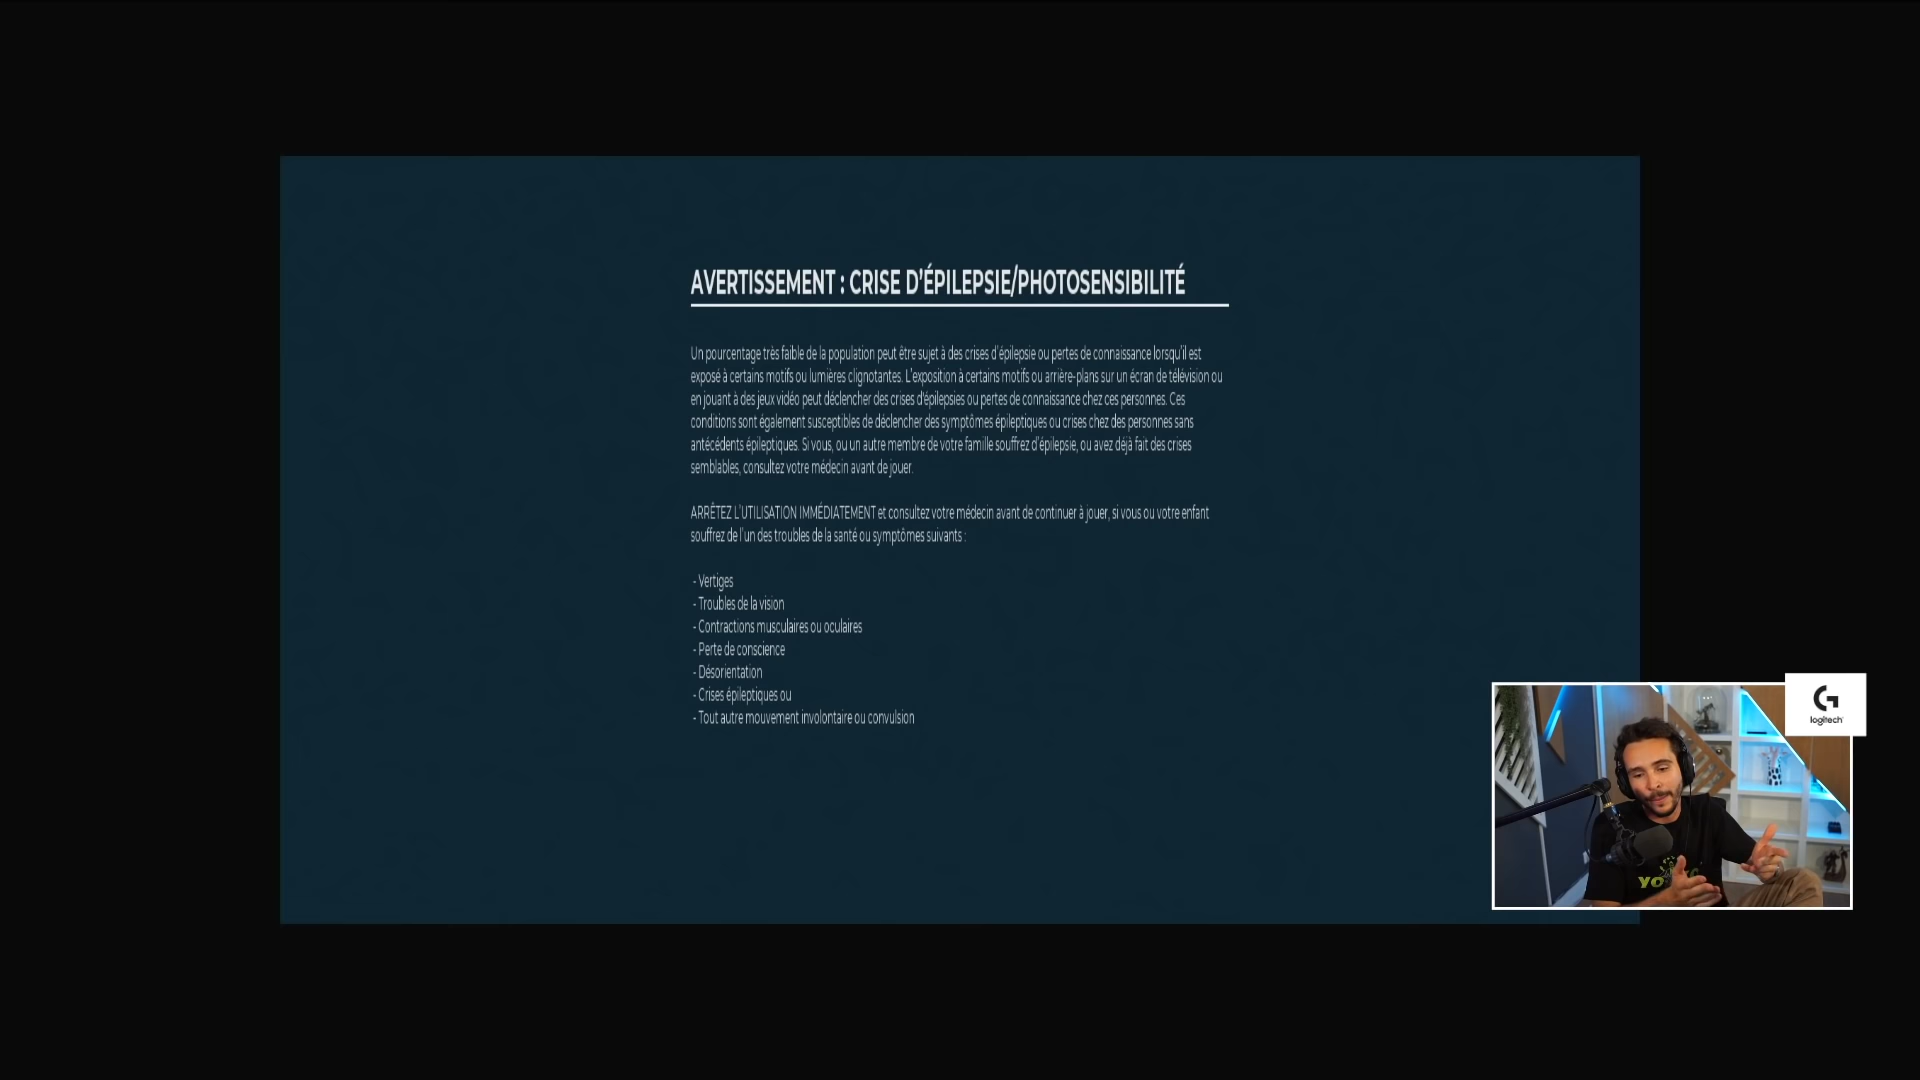 AVERTISSEMENT : CRISE D'ÉPILEPSIE/PHOTOSENSIBILITÉ
Un pourcentage très faible de la population peut être sujet à des crises d'épilepsie ou pertes de connaissance lorsqu'il est
exposé à certains motifs ou lumières clignotantes. L'exposition à certains motifs ou arrière-plans sur un écran de télévision ou
en jouant à des jeux vidéo peut déclencher des crises d'épilepsies ou pertes de connaissance chez ces personnes. Ces
conditions sont également susceptibles de déclencher des symptômes épileptiques ou crises chez des personnes sans
antécédents épileptiques. Si vous, ou un autre membre de votre famille souffrez d'épilepsie, ou avez déjà fait des crises
semblables, consultez votre médecin avant de jouer.
ARRÊTEZ L'UTILISATION IMMÉDIATEMENT et consultez votre médecin avant de continuer à jouer, si vous ou votre enfant
souffrez de l'un des troubles de la santé ou symptômes suivants :
- Vertiges
- Troubles de la vision
- Contractions musculaires ou oculaires
- Perte de conscience
- Désorientation
- Crises épileptiques ou
- Tout autre mouvement involontaire ou convulsion
logitech